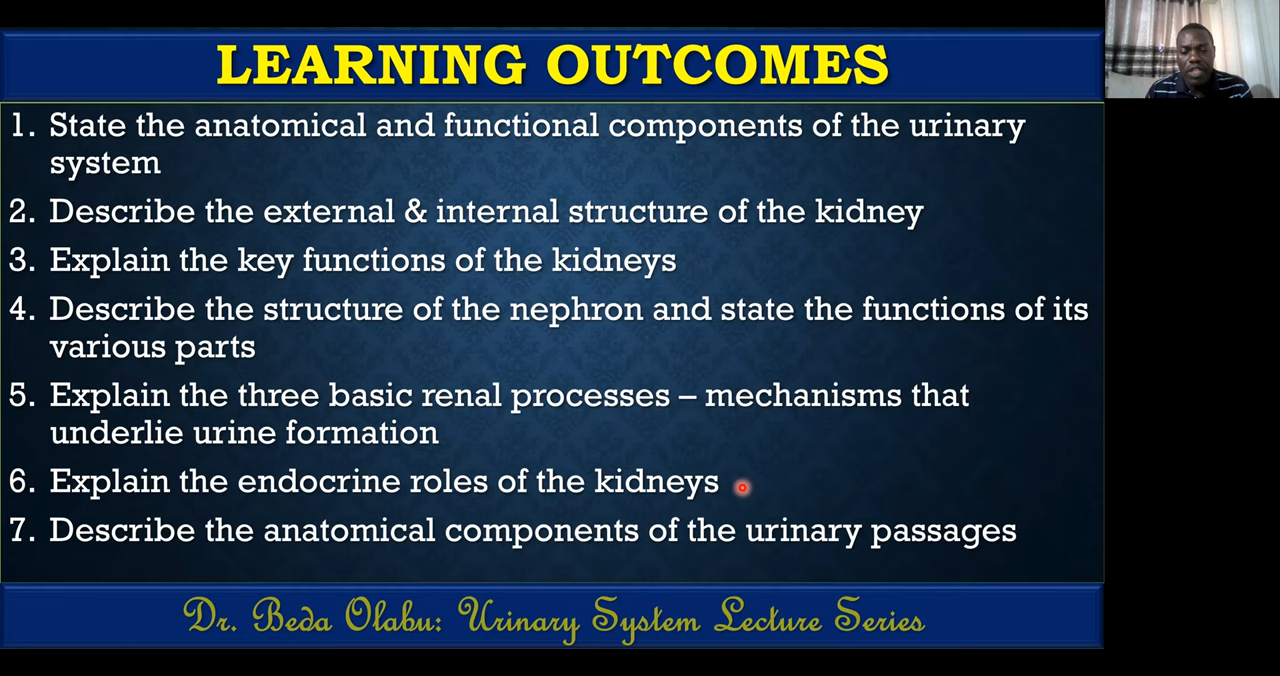 LEARNING OUTCOMES
1. State the anatomical and functional components of the urinary
system
2. Describe the external & internal structure of the kidney
3. Explain the key functions of the kidneys
4. Describe the structure of the nephron and state the functions of its
various parts
5. Explain the three basic renal processes – mechanisms that
underlie urine formation
6. Explain the endocrine roles of the kidneys
7. Describe the anatomical components of the urinary passages
Dr. Beda Olabu: Urinary System Lecture Series